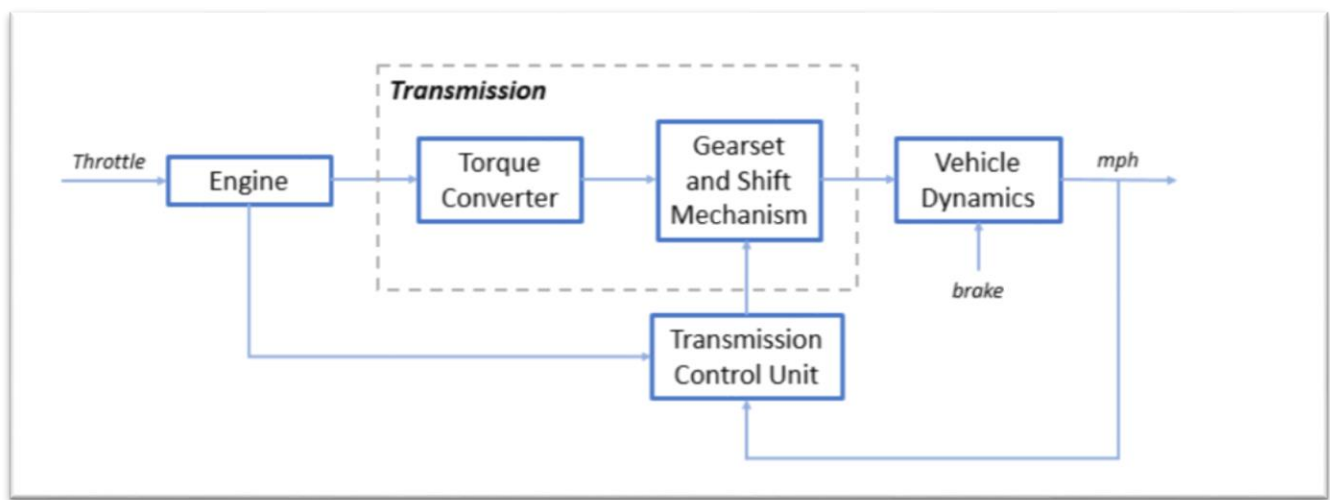 Transmission
Throttle
Engine
Torque
Converter
Gearset
and Shift
Mechanism
Vehicle
Dynamics
mph
brake
Transmission
Control Unit